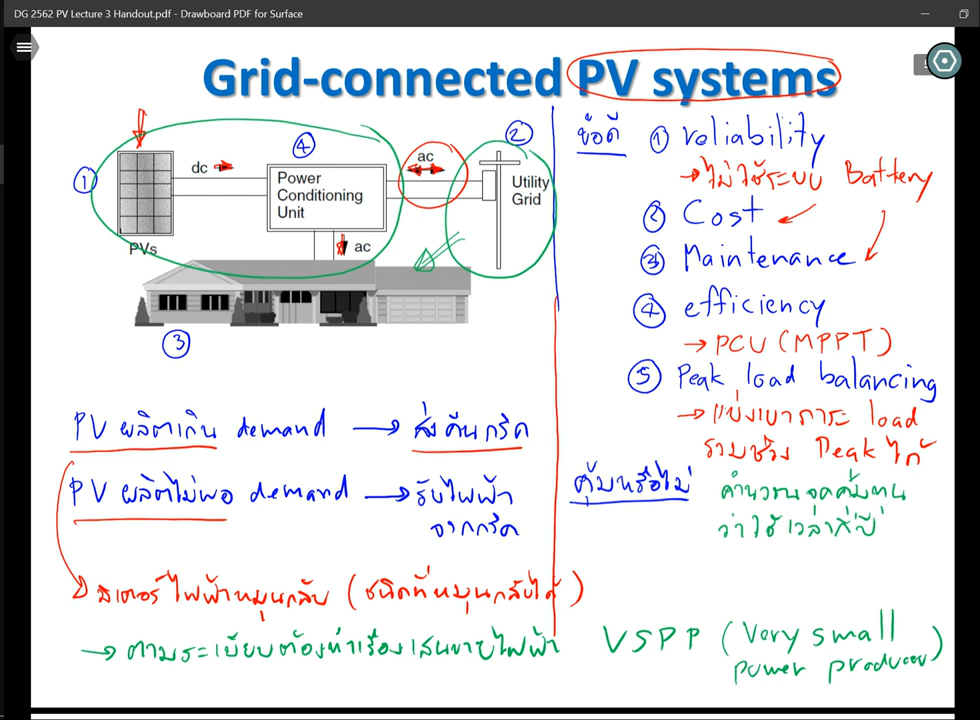 DG 2562 PV Lecture 3 Handout.pdf - Drawboard PDF for Surface
Grid-connected PV systems
①
dc
④
Power
Conditioning
Unit
ac
②
Utility
Grid
PVs
ac
③
PV ผลิตเกิน demand → ส่งคืนกริด
PV ผลิตไม่พอ demand → รับไฟฟ้า
จากกริด
มิเตอร์ไฟฟ้าหมุนกลับ (ชนิดที่หมุนกลับได้)
→ ตามระเบียบต้องทำเรื่องเสนขายไฟฟ้า
ข้อดี ① reliability
→ ไม่ใช้ระบบ Battery
② Cost
③ Maintenance
④ efficiency
→ PCU (MPPT)
⑤ Peak load balancing
→ แบ่งเบาภาระ load
รวมช่วง Peak ได้
คุ้มหรือไม่ คำนวณจุดคุ้มทุน
ว่าใช้เวลากี่ปี
VSPP (Very small
power producer)